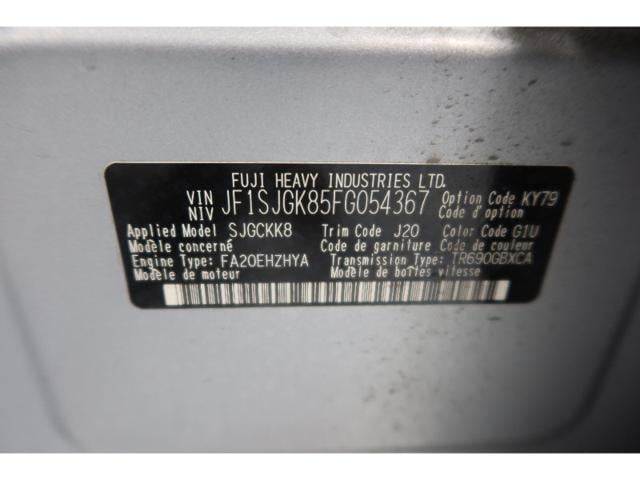 FUJI HEAVY INDUSTRIES LTD.
VIN NIV JF1SJGK85FG054367 Option Code KY79
Code d'option
Applied Model SJGCKK8 Trim Code J20 Color Code G1U
Modèle concerné Code de garniture Code de couleur
Engine Type: FA20EHZHYA Transmission Type: TR690GBXCA
Modèle de moteur Modèle de boîtes vitesse